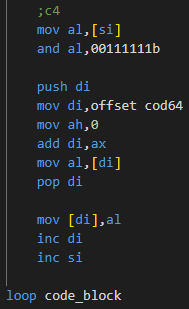 ;c4
mov al,[si]
and al,00111111b
push di
mov di,offset cod64
mov ah,0
add di,ax
mov al,[di]
pop di
mov [di],al
inc di
inc si
loop code_block